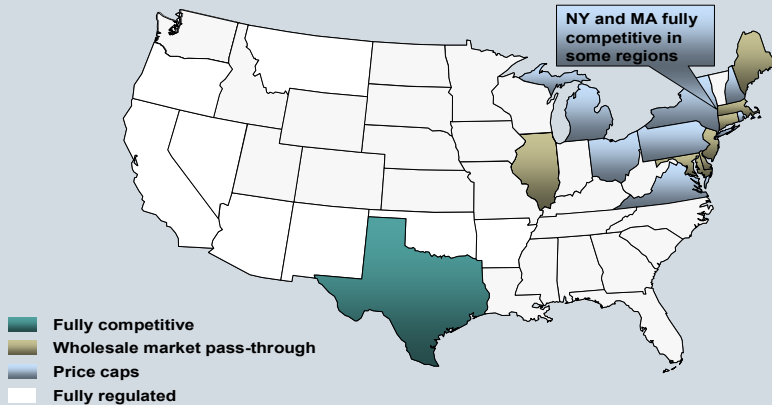 NY and MA fully
competitive in
some regions
Fully competitive
Wholesale market pass-through
Price caps
Fully regulated